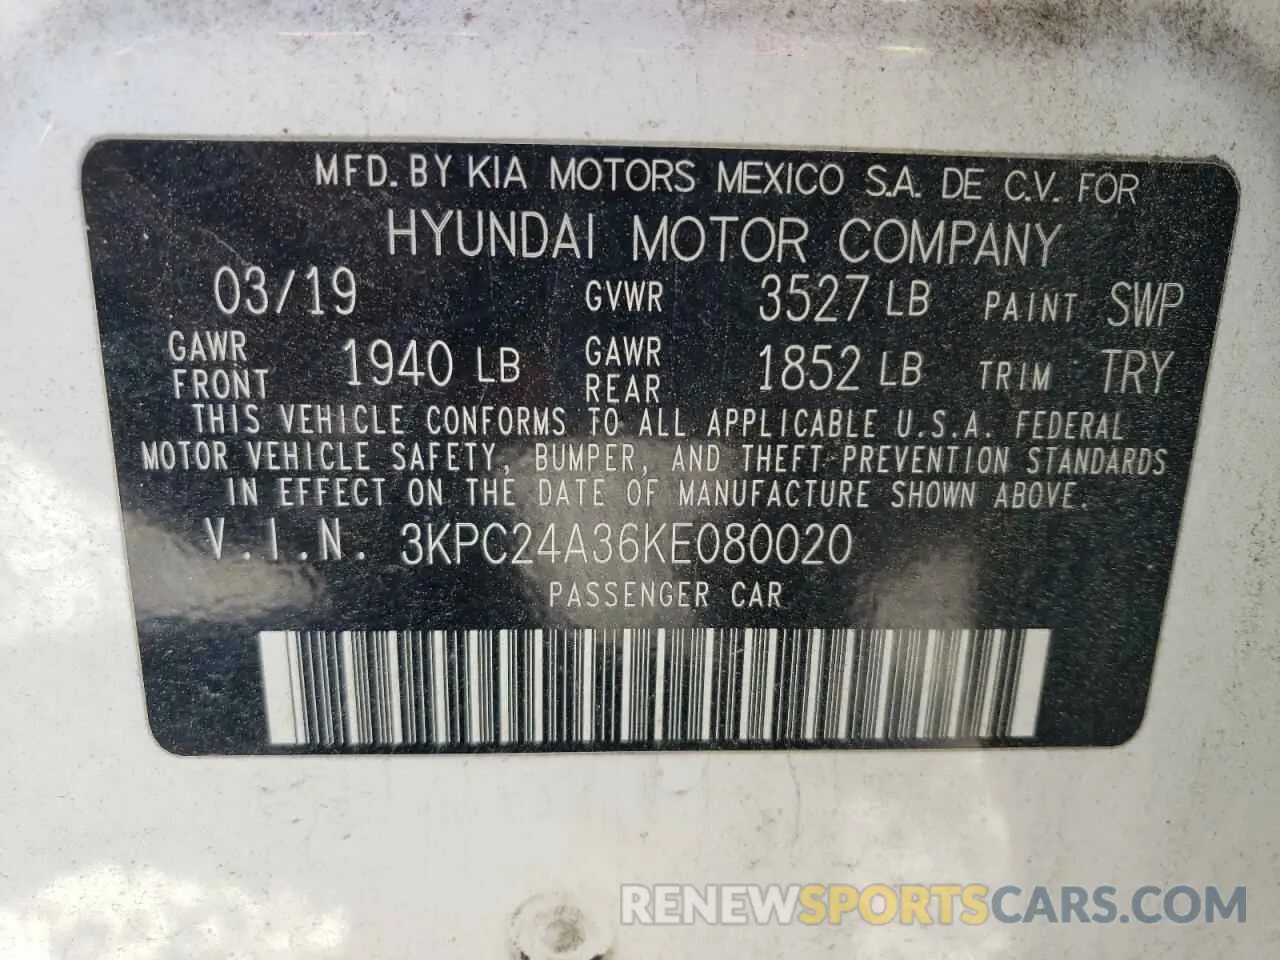 MFD. BY KIA MOTORS MEXICO S.A. DE C.V. FOR
HYUNDAI MOTOR COMPANY
03/19 GVWR 3527 LB PAINT SWP
GAWR FRONT 1940 LB GAWR REAR 1852 LB TRIM TRY
THIS VEHICLE CONFORMS TO ALL APPLICABLE U.S.A. FEDERAL
MOTOR VEHICLE SAFETY, BUMPER, AND THEFT PREVENTION STANDARDS
IN EFFECT ON THE DATE OF MANUFACTURE SHOWN ABOVE.
V.I.N. 3KPC24A36KE080020
PASSENGER CAR
RENEWSPORTSCARS.COM